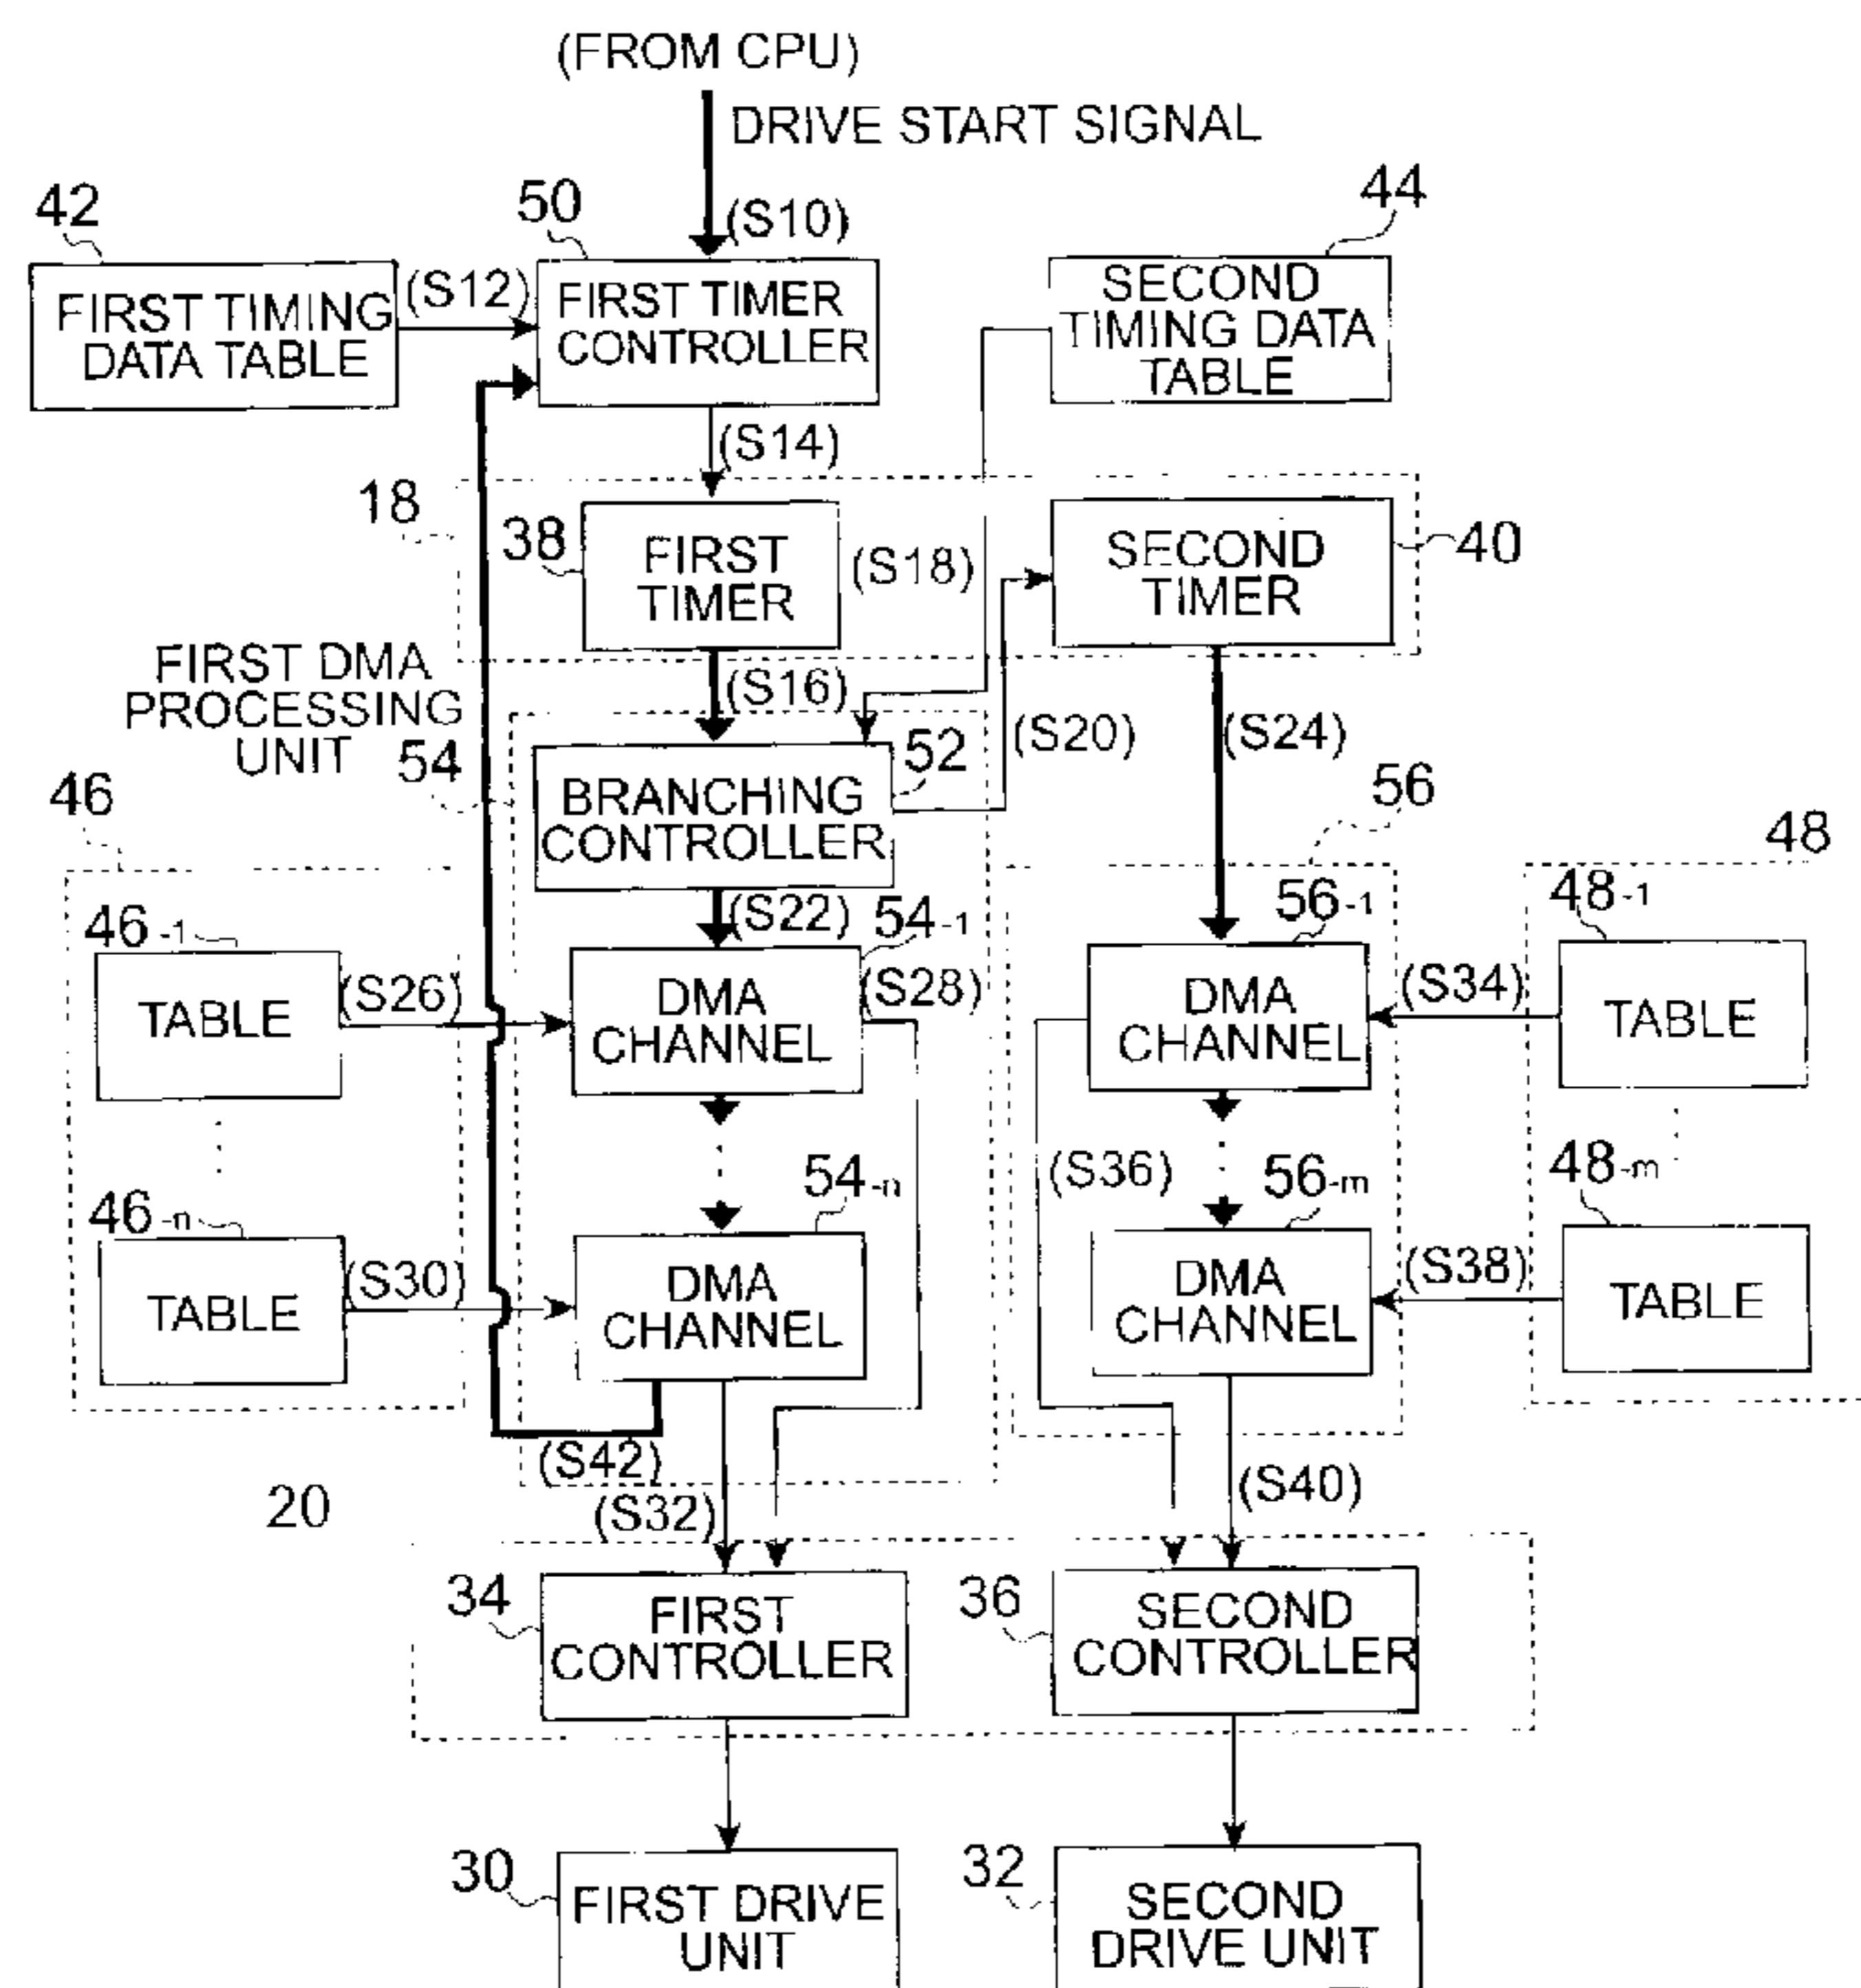 (FROM CPU)
DRIVE START SIGNAL
42
50
(S10)
44
FIRST TIMING
DATA TABLE
(S12)
FIRST TIMER
CONTROLLER
SECOND
TIMING DATA
TABLE
(S14)
18
38
FIRST
TIMER
(S18)
SECOND
TIMER
40
FIRST DMA
PROCESSING
UNIT
54
(S16)
52
(S20)
(S24)
46
BRANCHING
CONTROLLER
56
48
(S22)
46-1
54-1
56-1
48-1
TABLE
(S26)
DMA
CHANNEL
(S28)
DMA
CHANNEL
(S34)
TABLE
46-n
54-n
(S36)
56-m
48-m
TABLE
(S30)
DMA
CHANNEL
DMA
CHANNEL
(S38)
TABLE
(S42)
20
(S32)
(S40)
34
FIRST
CONTROLLER
36
SECOND
CONTROLLER
30
FIRST DRIVE
UNIT
32
SECOND
DRIVE UNIT